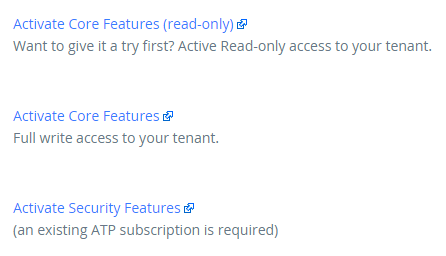 Activate Core Features (read-only)
Want to give it a try first? Active Read-only access to your tenant.
Activate Core Features
Full write access to your tenant.
Activate Security Features
(an existing ATP subscription is required)